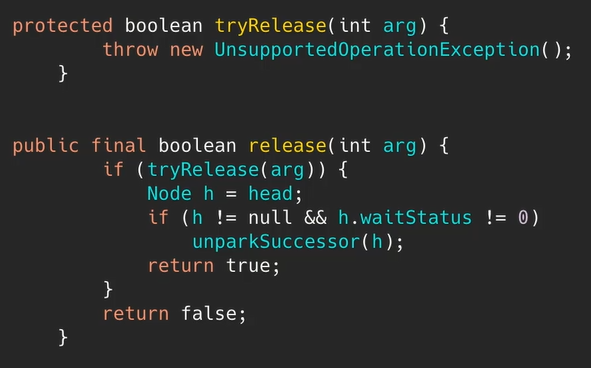 protected boolean tryRelease(int arg) {
        throw new UnsupportedOperationException();
    }
public final boolean release(int arg) {
        if (tryRelease(arg)) {
            Node h = head;
            if (h != null && h.waitStatus != 0)
                unparkSuccessor(h);
            return true;
        }
        return false;
    }